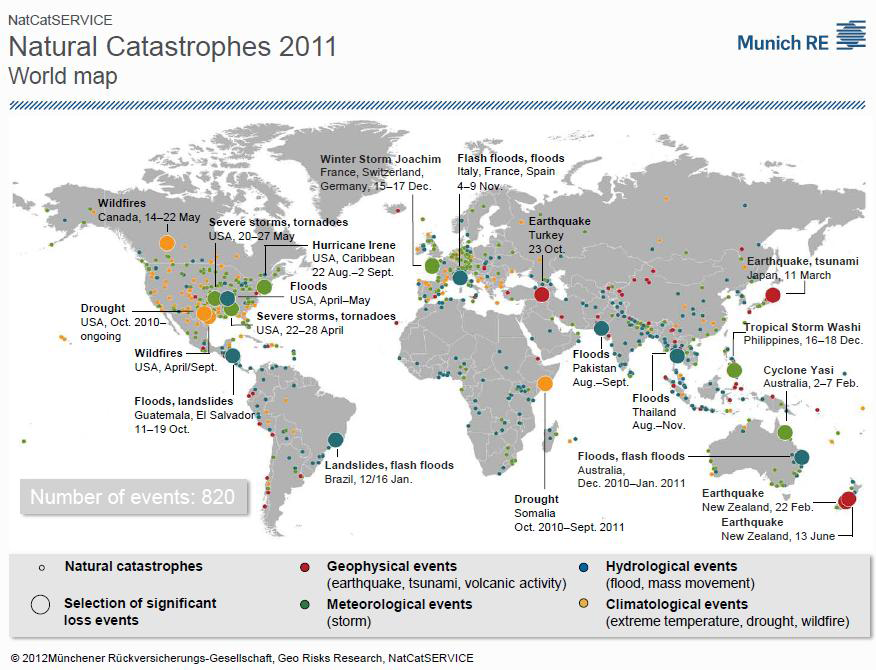 NatCatSERVICE
Natural Catastrophes 2011
World map
Munich RE
Winter Storm Joachim
France, Switzerland,
Germany, 15–17 Dec.
Flash floods, floods
Italy, France, Spain
4–9 Nov.
Wildfires
Canada, 14–22 May
Severe storms, tornadoes
USA, 20–27 May
Earthquake
Turkey
23 Oct.
Hurricane Irene
USA, Caribbean
22 Aug.–2 Sept.
Earthquake, tsunami
Japan, 11 March
Floods
USA, April–May
Drought
USA, Oct. 2010–
ongoing
Severe storms, tornadoes
USA, 22–28 April
Tropical Storm Washi
Philippines, 16–18 Dec.
Wildfires
USA, April/Sept.
Floods
Pakistan
Aug.–Sept.
Cyclone Yasi
Australia, 2–7 Feb.
Floods, landslides
Guatemala, El Salvador
11–19 Oct.
Floods
Thailand
Aug.–Nov.
Landslides, flash floods
Brazil, 12/16 Jan.
Floods, flash floods
Australia,
Dec. 2010–Jan. 2011
Number of events: 820
Drought
Somalia
Oct. 2010–Sept. 2011
Earthquake
New Zealand, 22 Feb.
Earthquake
New Zealand, 13 June
Natural catastrophes
Selection of significant
loss events
Geophysical events
(earthquake, tsunami, volcanic activity)
Meteorological events
(storm)
Hydrological events
(flood, mass movement)
Climatological events
(extreme temperature, drought, wildfire)
© 2012Münchener Rückversicherungs-Gesellschaft, Geo Risks Research, NatCatSERVICE